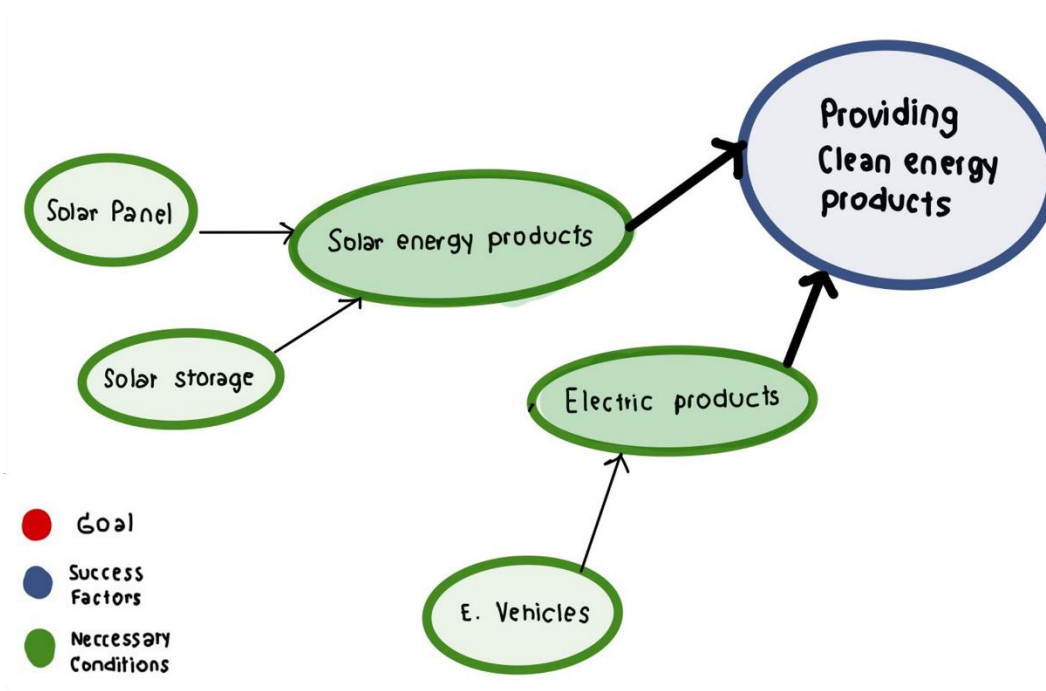 Providing
Clean energy
products
Solar Panel
Solar energy products
Solar storage
Electric products
E. Vehicles
Goal
Success
Factors
Neccessary
Conditions